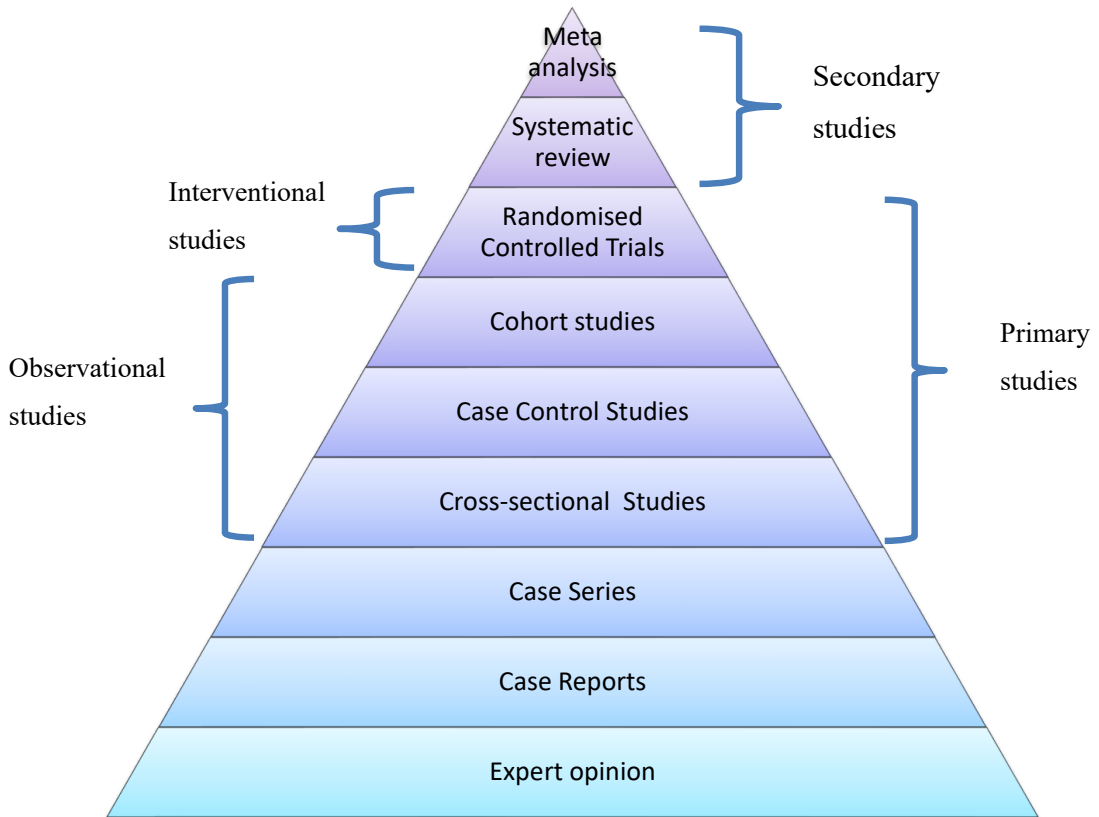 Meta
analysis
Secondary
studies
Systematic
review
Interventional
studies
Randomised
Controlled Trials
Cohort studies
Primary
studies
Observational
studies
Case Control Studies
Cross-sectional  Studies
Case Series
Case Reports
Expert opinion